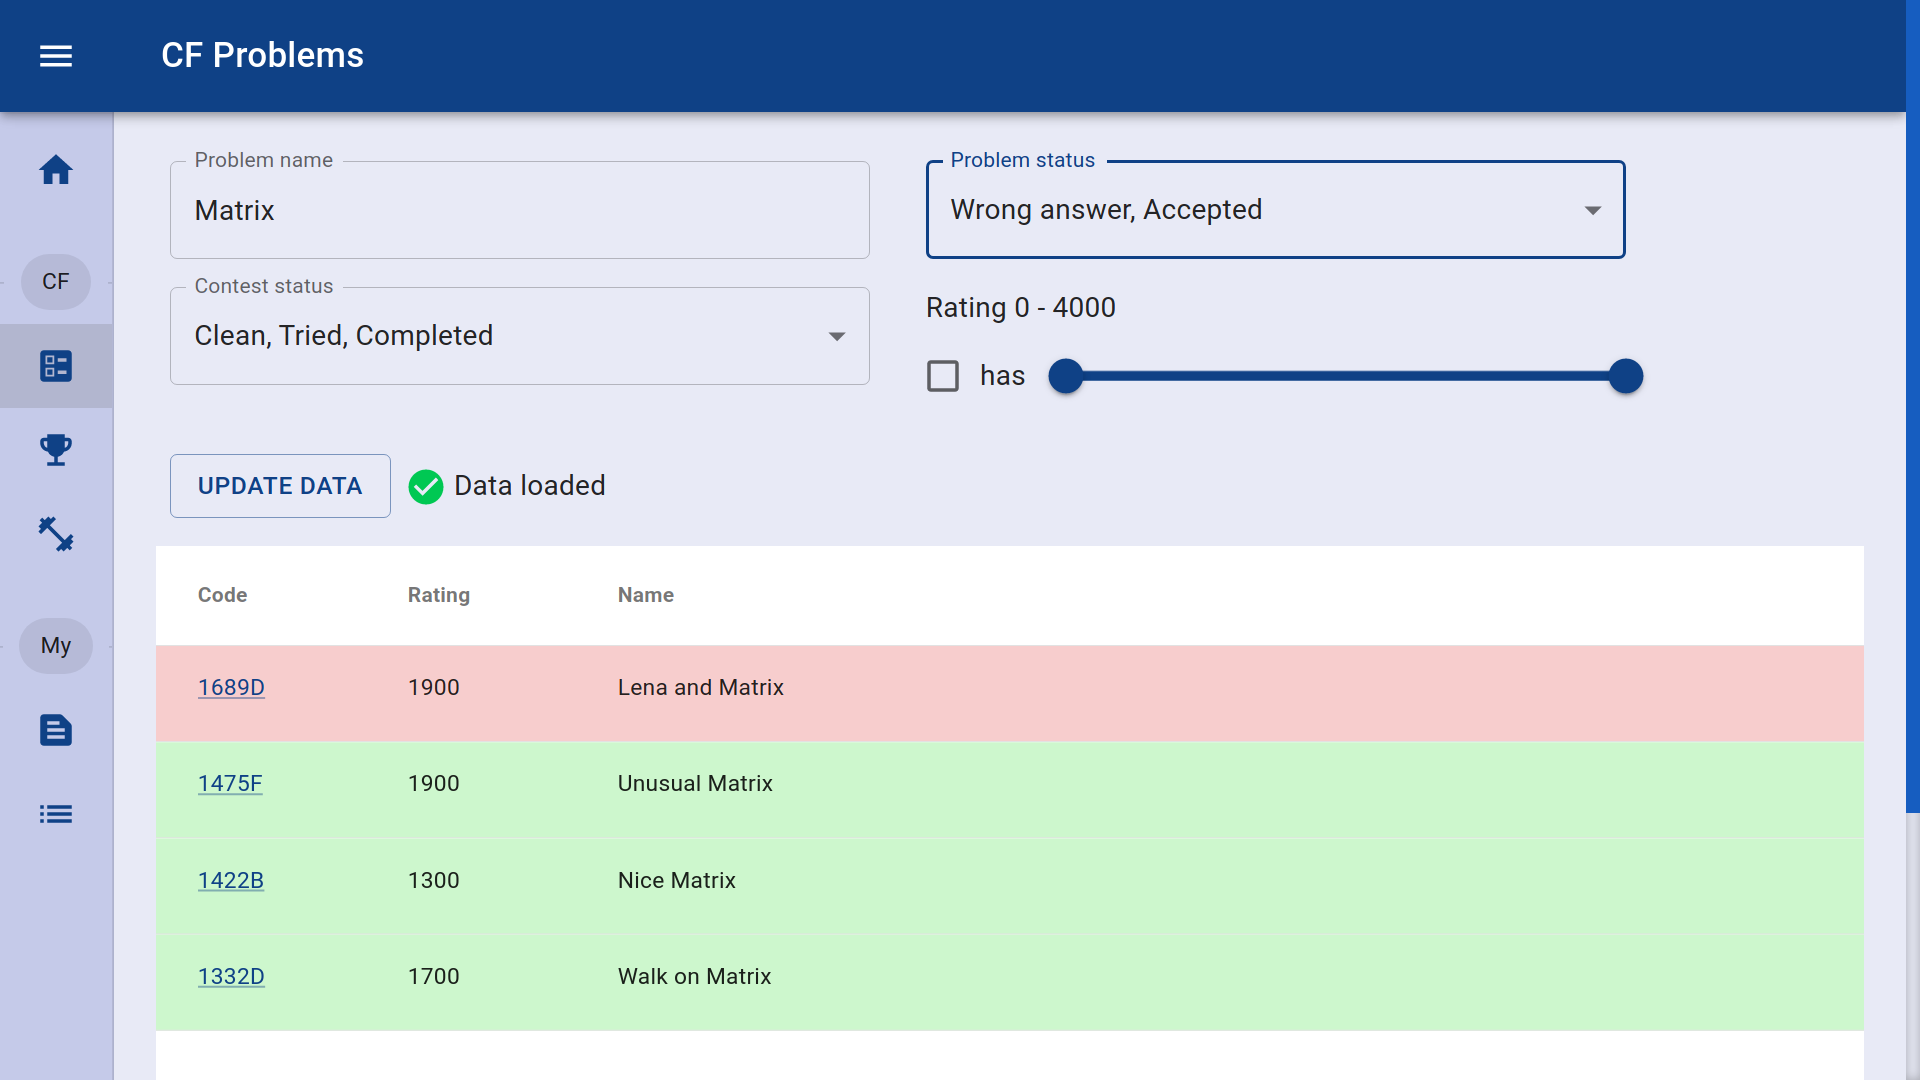 CF Problems
Problem name
Matrix
Problem status
Wrong answer, Accepted
Contest status
Clean, Tried, Completed
Rating 0 - 4000
has
UPDATE DATA
Data loaded
CF
My
Code Rating Name
1689D 1900 Lena and Matrix
1475F 1900 Unusual Matrix
1422B 1300 Nice Matrix
1332D 1700 Walk on Matrix